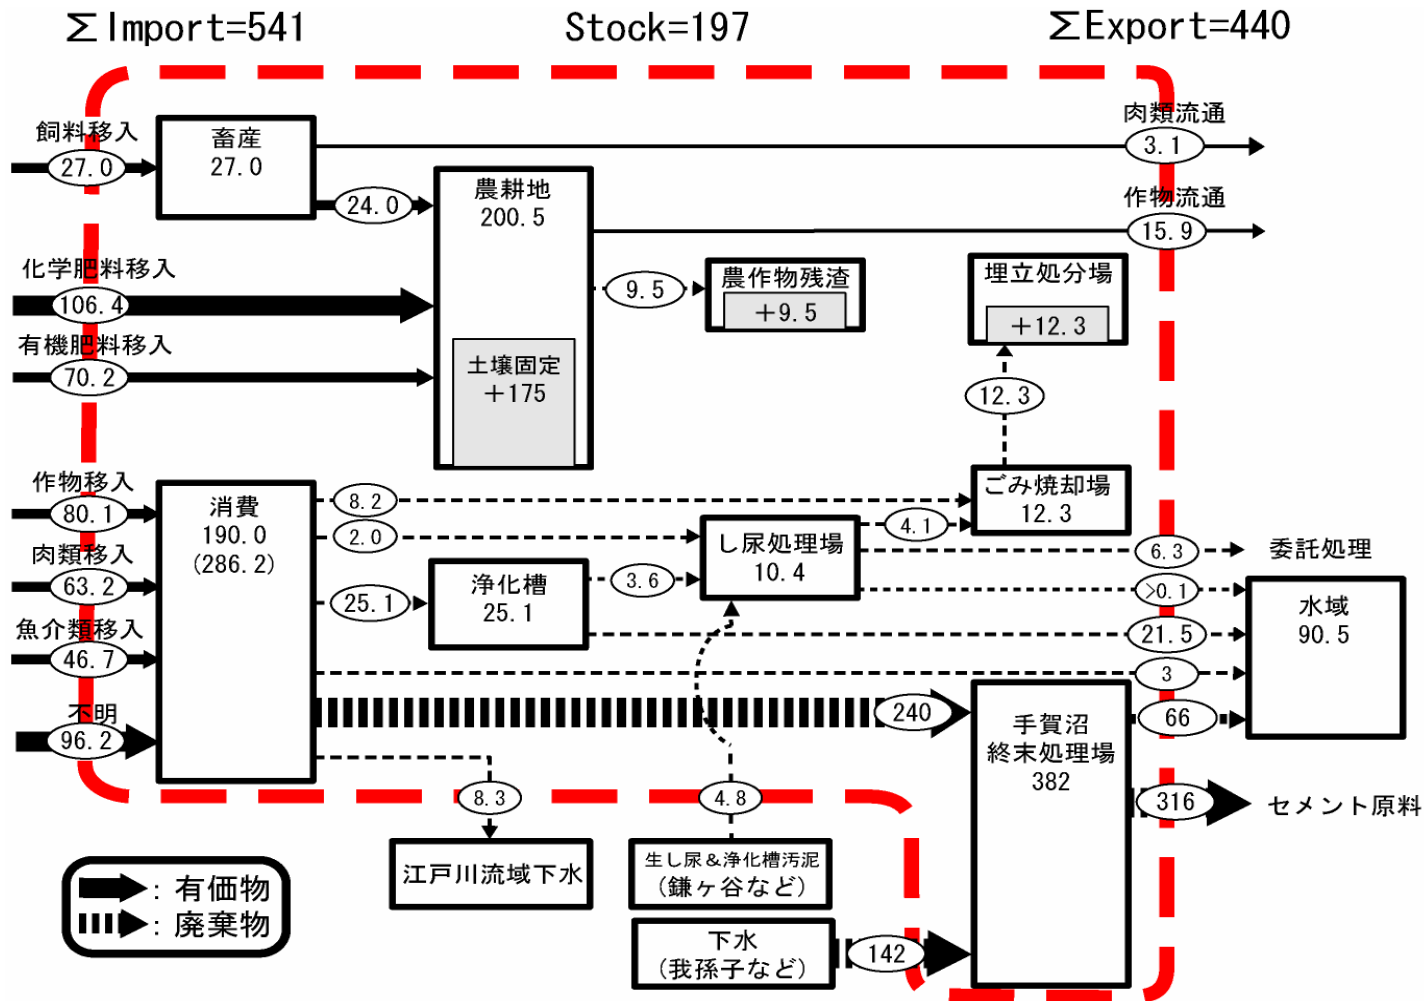 ΣImport=541
Stock=197
ΣExport=440
飼料移入
27.0
畜産
27.0
24.0
肉類流通
3.1
農耕地
200.5
作物流通
15.9
化学肥料移入
106.4
9.5
農作物残渣
+9.5
埋立処分場
+12.3
有機肥料移入
70.2
土壌固定
+175
12.3
作物移入
80.1
消費
190.0
(286.2)
8.2
2.0
ごみ焼却場
12.3
4.1
し尿処理場
10.4
肉類移入
63.2
浄化槽
25.1
25.1
3.6
6.3
委託処理
>0.1
水域
90.5
21.5
魚介類移入
46.7
3
不明
96.2
240
手賀沼
終末処理場
382
66
8.3
4.8
316
セメント原料
江戸川流域下水
生し尿&浄化槽汚泥
(鎌ヶ谷など)
下水
(我孫子など)
142
:有価物
:廃棄物